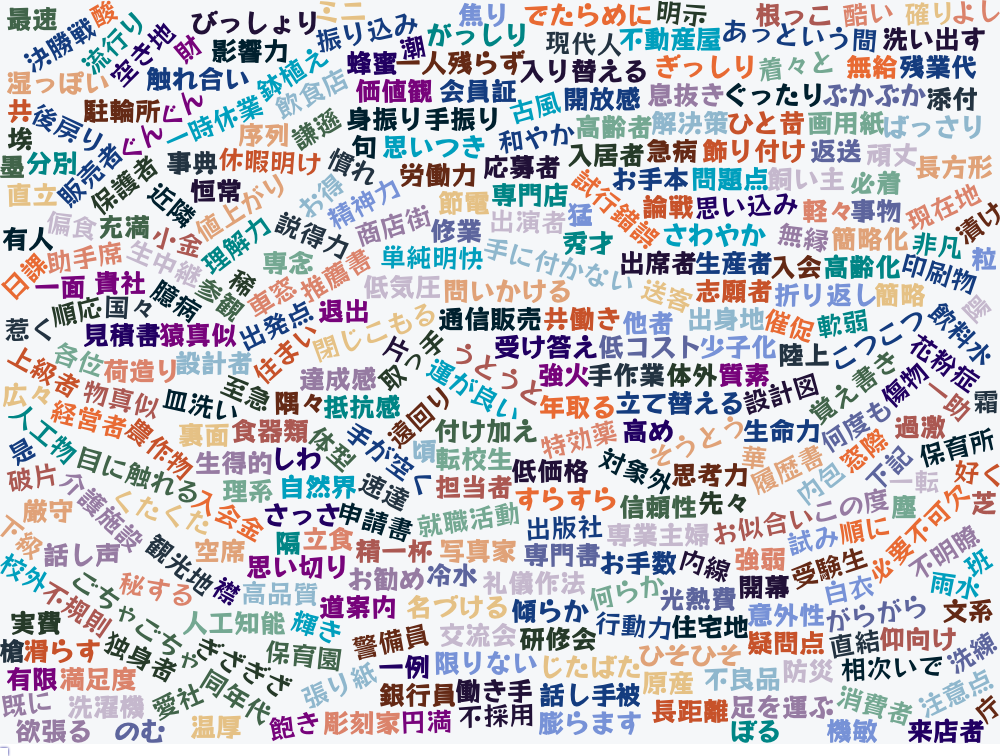 最速
決勝戦
酸
流行り
空き地
財
びっしょり
ミニ
影響力
振り込み
潮
がっしり
焦り
でたらめに
明示
現代人
不動産屋
根っこ
酷い
確り
よし
あっという間
洗い出す
湿っぽい
触れ合い
鉢植え
蜂蜜
一人残らず
入り替える
ぎっしり
着々と
無給
残業代
共
後戻り
駐輪所
ぐんぐん
一時休業
飲食店
価値観
会員証
古風
開放感
息抜き
ぐったり
ぶかぶか
添付
埃
序列
謙遜
身振り手振り
和やか
高齢者
解決策
ひと昔
画用紙
ばっさり
墨
分別
販売者
保護者
事典
休暇明け
慣れ
句
思いつき
労働力
応募者
入居者
急病
飾り付け
返送
頑丈
長方形
直立
近隣
恒常
値上がり
お得
精神力
節電
専門店
試行錯誤
お手本
問題点
飼い主
必着
論戦
思い込み
軽々
事物
現在地
漬け
有人
偏食
充満
小金
理解力
説得力
商店街
修業
出演者
猛
秀才
さわやか
無縁
簡略化
非凡
粒
日課
助手席
生中継
参観
稀
専念
車窓
推薦書
単純明快
手に付かない
出席者
生産者
入会
高齢化
印刷物
陽
一面
貴社
臆病
低気圧
問いかける
送客
志願者
折り返し
簡略
惹く
順応
国々
見積書
猿真似
出発点
退出
閉じこもる
通信販売
共働き
他者
出身地
催促
軟弱
こつこつ
飲料水
上級者
各位
荷造り
設計者
住まい
片っ
取っ手
うとうと
受け答え
低コスト
少子化
陸上
花粉症
広々
物真似
皿洗い
至急
隅々
達成感
抵抗感
遠回り
運が良い
強火
手作業
体外
質素
設計図
覚え書き
傷物
一助
霜
人工物
経営者
農作物
裏面
食器類
体型
手が空く
頃
付け加え
年取る
立て替える
特効薬
高め
そうとう
生命力
何度も
過激
是
破片
目に触れる
生得的
しわ
転校生
低価格
対象外
思考力
華
履歴書
内包
窓際
下記
保育所
厳守
介護施設
くたくた
入会金
理系
自然界
速達
担当者
すらすら
信頼性
先々
お似合い
この度
塵
一転
好く
芝
下級
話し声
観光地
空席
さっさ
申請書
就職活動
出版社
専業主婦
試み
順に
必要不可欠
不明瞭
校外
隔
立食
精一杯
写真家
専門書
お手数
内線
強弱
受験生
班
ごちゃごちゃ
秘する
襟
思い切り
高品質
お勧め
冷水
礼儀作法
何らか
光熱費
開幕
白衣
雨水
実費
不規則
人工知能
輝き
道案内
名づける
傾らか
行動力
住宅地
意外性
がらがら
文系
槍
滑らす
独身者
ぎざぎざ
保育園
警備員
交流会
研修会
ひそひそ
疑問点
直結
仰向け
洗練
有限
満足度
愛社
同年代
張り紙
一例
限りない
じたばた
原産
不良品
防災
相次いで
既に
洗濯機
銀行員
働き手
話し手
被
長距離
足を運ぶ
消費者
注意点
庁
欲張る
のむ
温厚
飽き
彫刻家
円満
不採用
膨らます
ぼる
機敏
来店者